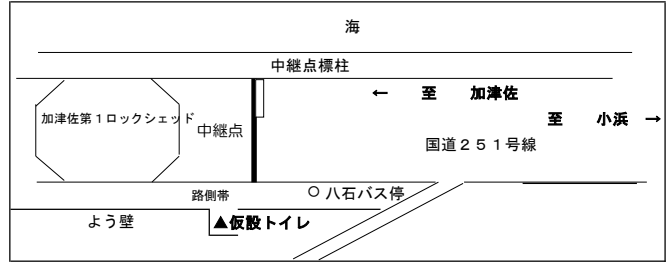 海
中継点標柱
← 至 加津佐
加津佐第1ロックシェッド
至 小浜 →
中継点
国道251号線
路側帯
○八石バス停
よう壁
▲仮設トイレ